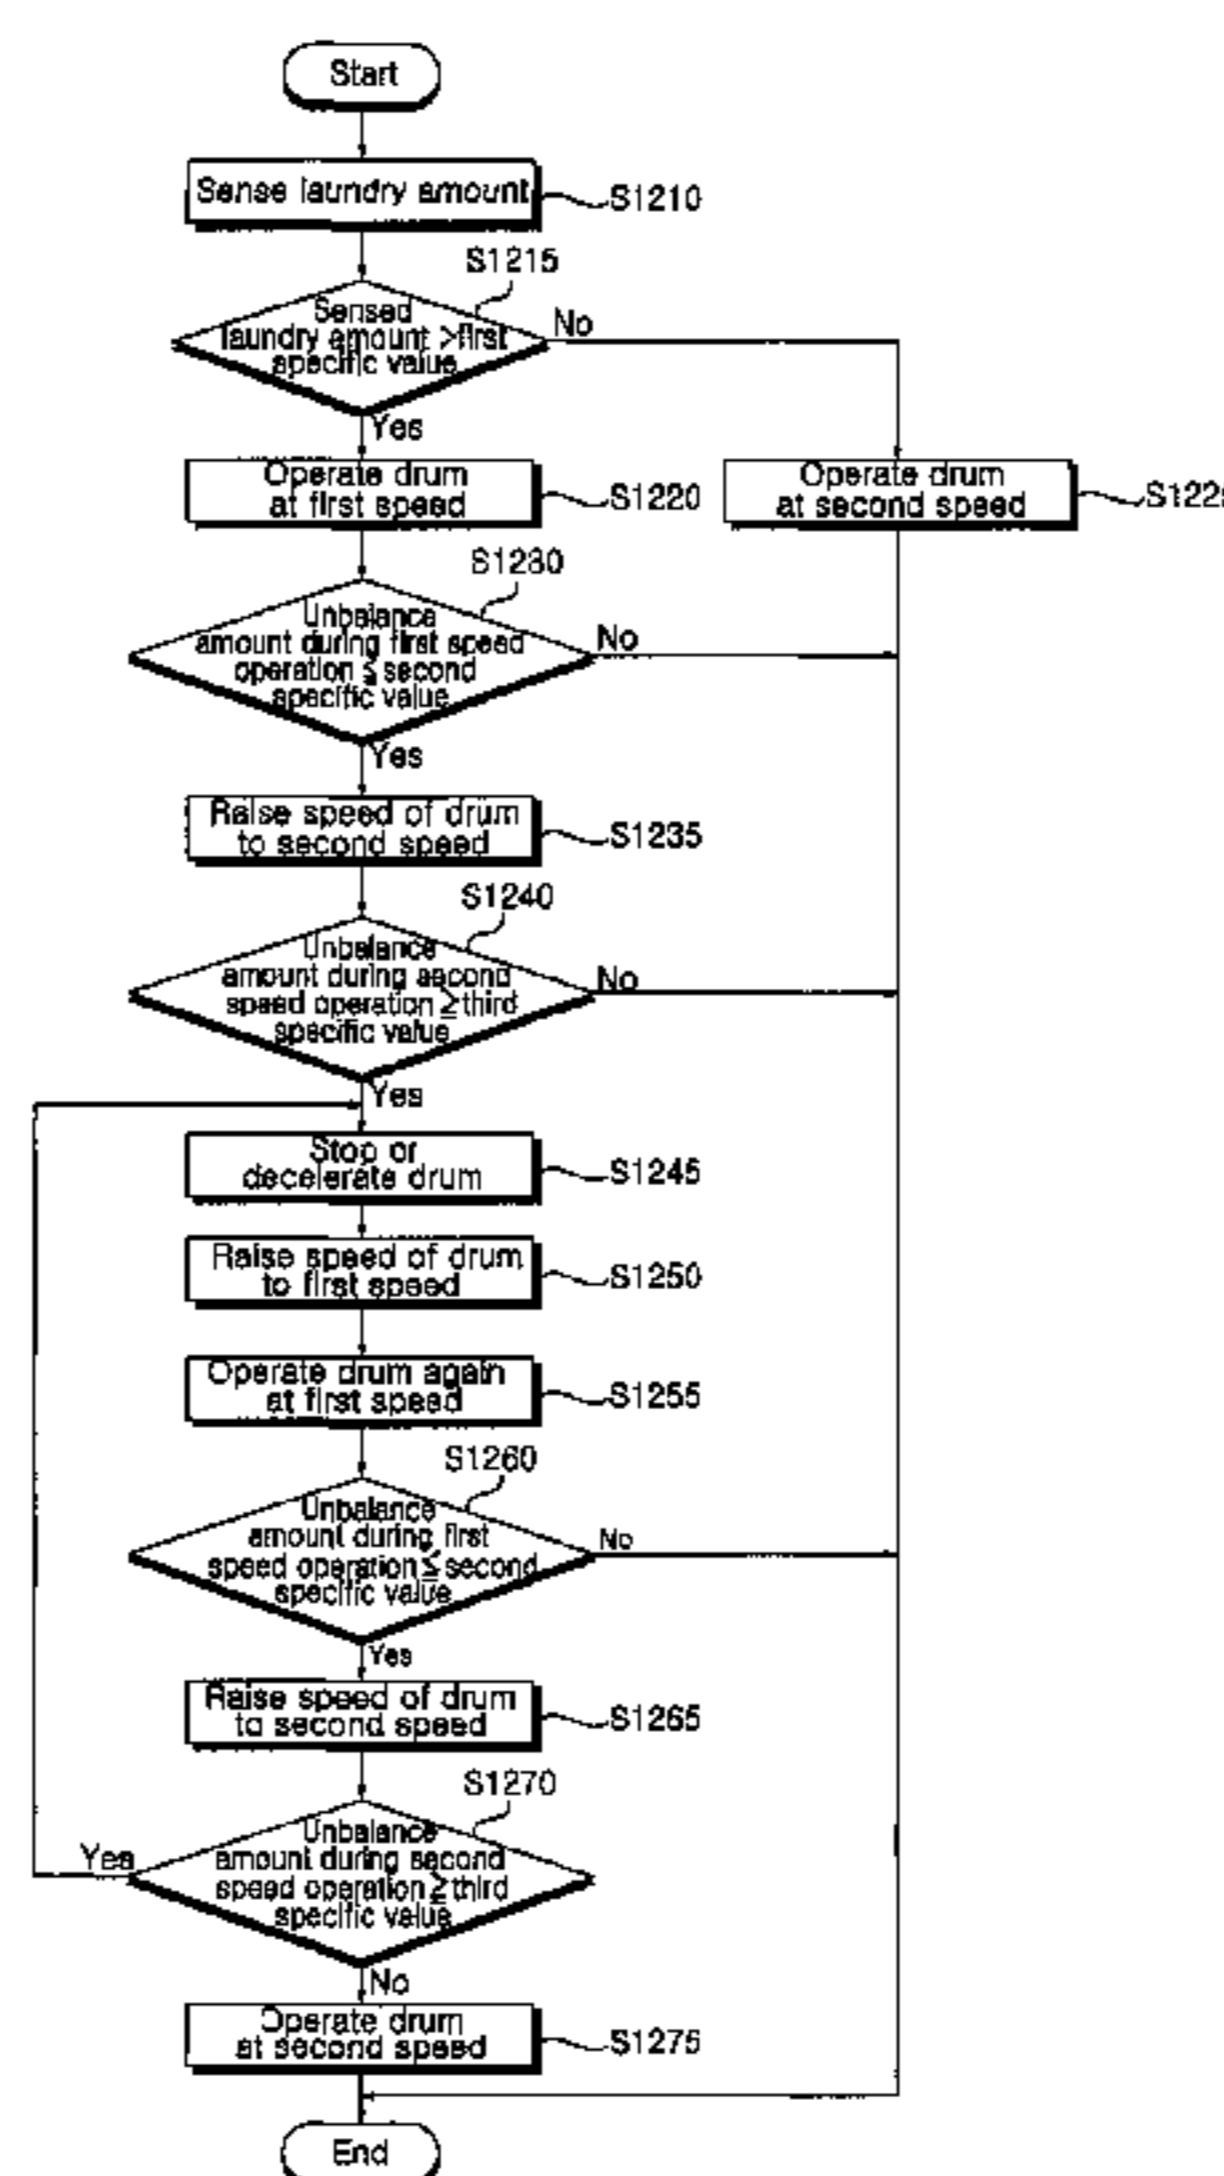 Start
Sense laundry amount
S1210
S1215
Sensed
laundry amount >first
specific value
No
Yes
Operate drum
at first speed
S1220
Operate drum
at second speed
S122
S1230
Unbalance
amount during first speed
operation ≦ second
specific value
No
Yes
Raise speed of drum
to second speed
S1235
S1240
Unbalance
amount during second
speed operation ≧ third
specific value
No
Yes
Stop or
decelerate drum
S1245
Raise speed of drum
to first speed
S1250
Operate drum again
at first speed
S1255
S1260
Unbalance
amount during first
speed operation ≦ second
specific value
No
Yes
Raise speed of drum
to second speed
S1265
S1270
Unbalance
amount during second
speed operation ≧ third
specific value
Yes
No
Operate drum
at second speed
S1275
End